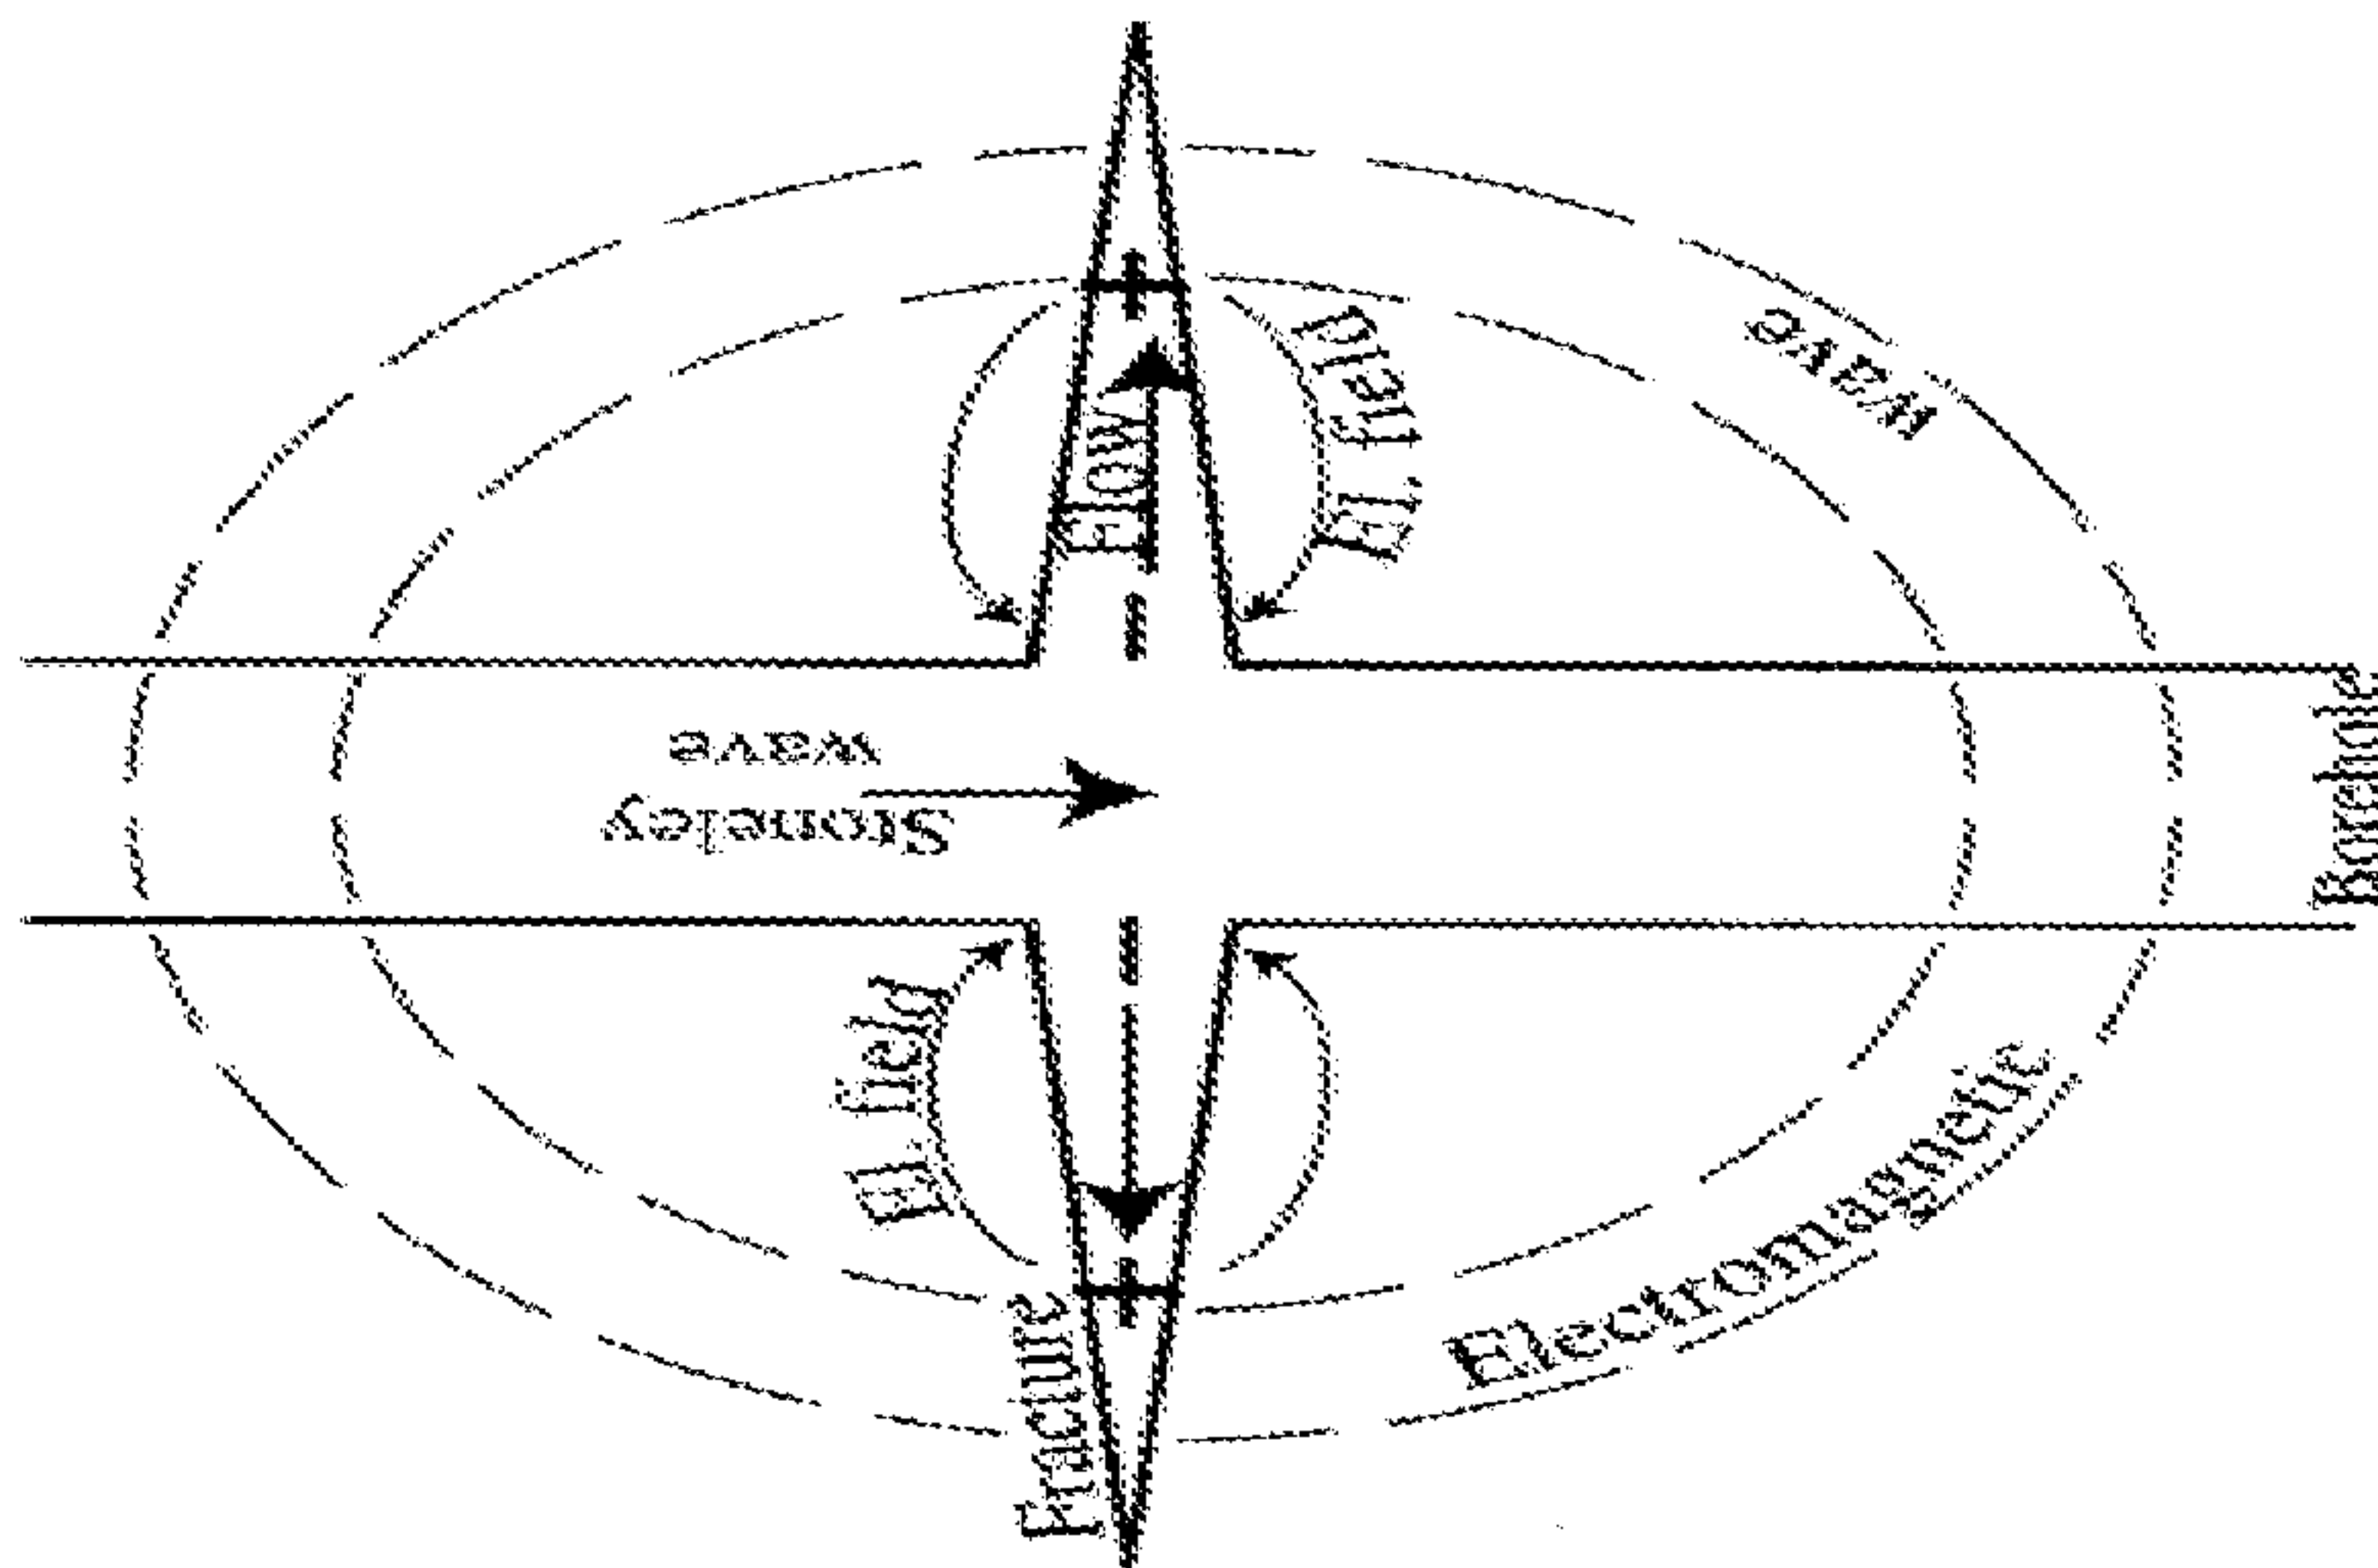 wave
El. field
Flow
Stoneley
wave
Borehole
El. field
Electromagnetic
Fracture